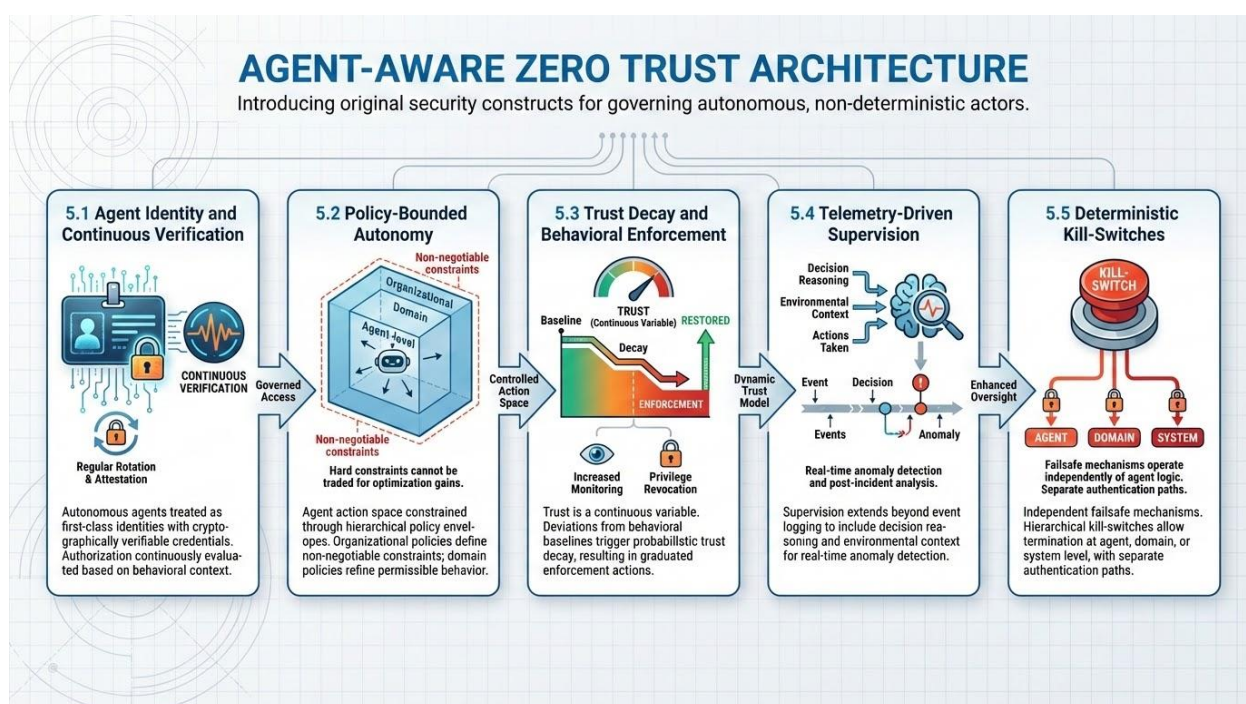 AGENT-AWARE ZERO TRUST ARCHITECTURE
Introducing original security constructs for governing autonomous, non-deterministic actors.
5.1 Agent Identity and
Continuous Verification
CONTINUOUS
VERIFICATION
Regular Rotation
& Attestation
Autonomous agents treated as
first-class identities with crypto-
graphically verifiable credentials.
Authorization continuously evalua-
ted based on behavioral context.
Governed
Access
5.2 Policy-Bounded
Autonomy
Non-negotiable
constraints
Organizational
Domain
Agent level
Non-negotiable
constraints
Hard constraints cannot be
traded for optimization gains.
Agent action space constrained
through hierarchical policy envel-
opes. Organizational policies define
non-negotiable constraints; domain
policies refine permissible behavior.
Controlled
Action
Space
5.3 Trust Decay and
Behavioral Enforcement
TRUST
(Continuous Variable)
RESTORED
Baseline
Decay
ENFORCEMENT
Increased
Monitoring
Privilege
Revocation
Trust is a continuous variable.
Deviations from behavioral
baselines trigger probabilistic trust
decay, resulting in graduated
enforcement actions.
Dynamic
Trust
Model
5.4 Telemetry-Driven
Supervision
Decision
Reasoning
Environmental
Context
Actions
Taken
Event
Decision
Events
Anomaly
Real-time anomaly detection
and post-incident analysis.
Supervision extends beyond event
logging to include decision rea-
soning and environmental context
for real-time anomaly detection.
Enhanced
Oversight
5.5 Deterministic
Kill-Switches
KILL-
SWITCH
AGENT
DOMAIN
SYSTEM
Failsafe mechanisms operate
independently of agent logic.
Separate authentication paths.
Independent failsafe mechanisms.
Hierarchical kill-switches allow
termination at agent, domain, or
system level, with separate
authentication paths.